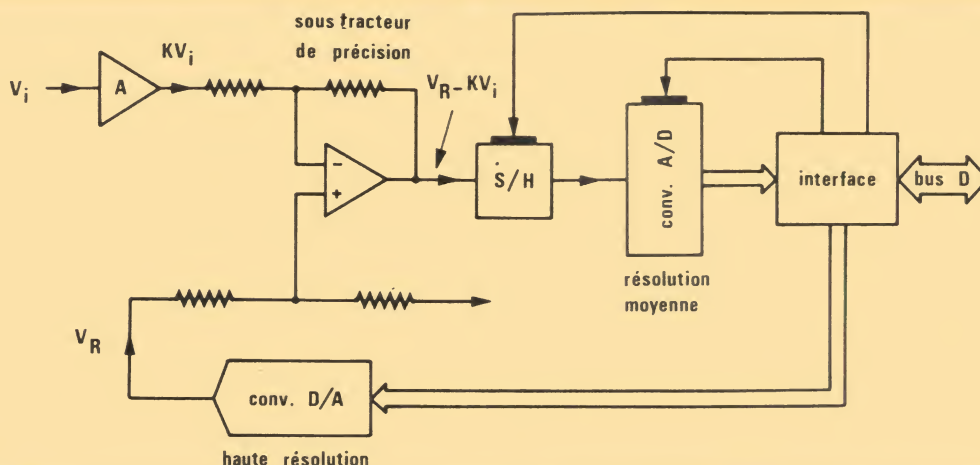 sous tracteur
de précision
V_i
A
KV_i
V_R-KV_i
-
+
S/H
conv. A/D
résolution
moyenne
interface
bus D
V_R
conv. D/A
haute résolution